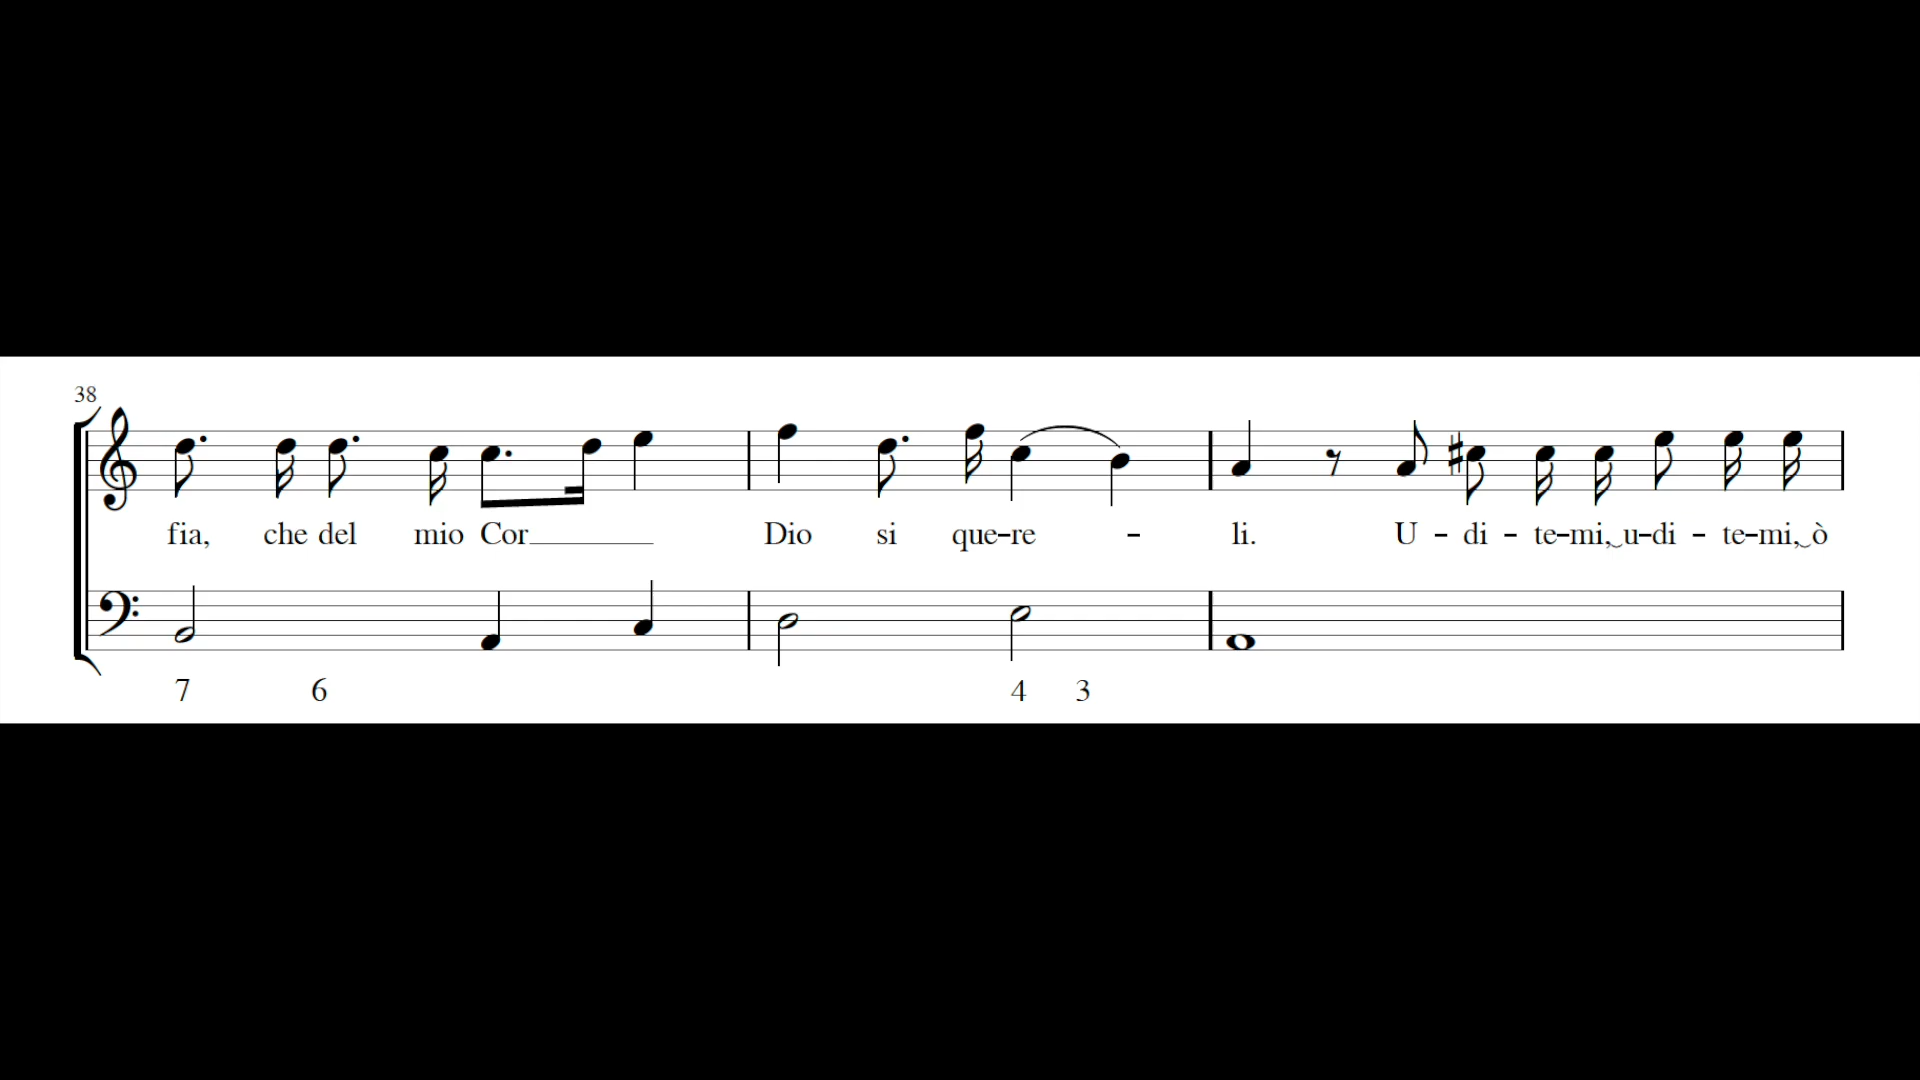 38
fia, che del mio Cor Dio si que-re - li. U - di - te-mi,‿u-di - te-mi,‿ò
7 6 4 3